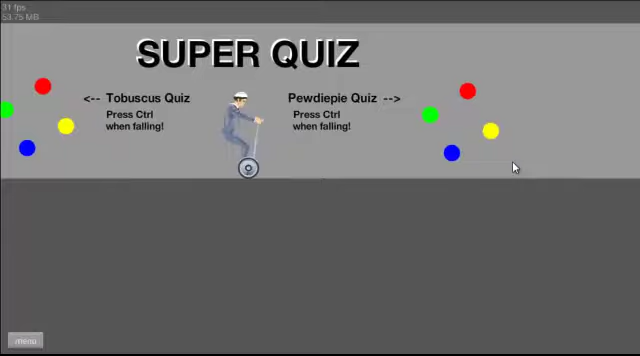 31 fps
53.75 MB
SUPER QUIZ
<-- Tobuscus Quiz
Press Ctrl
when falling!
Pewdiepie Quiz -->
Press Ctrl
when falling!
menu